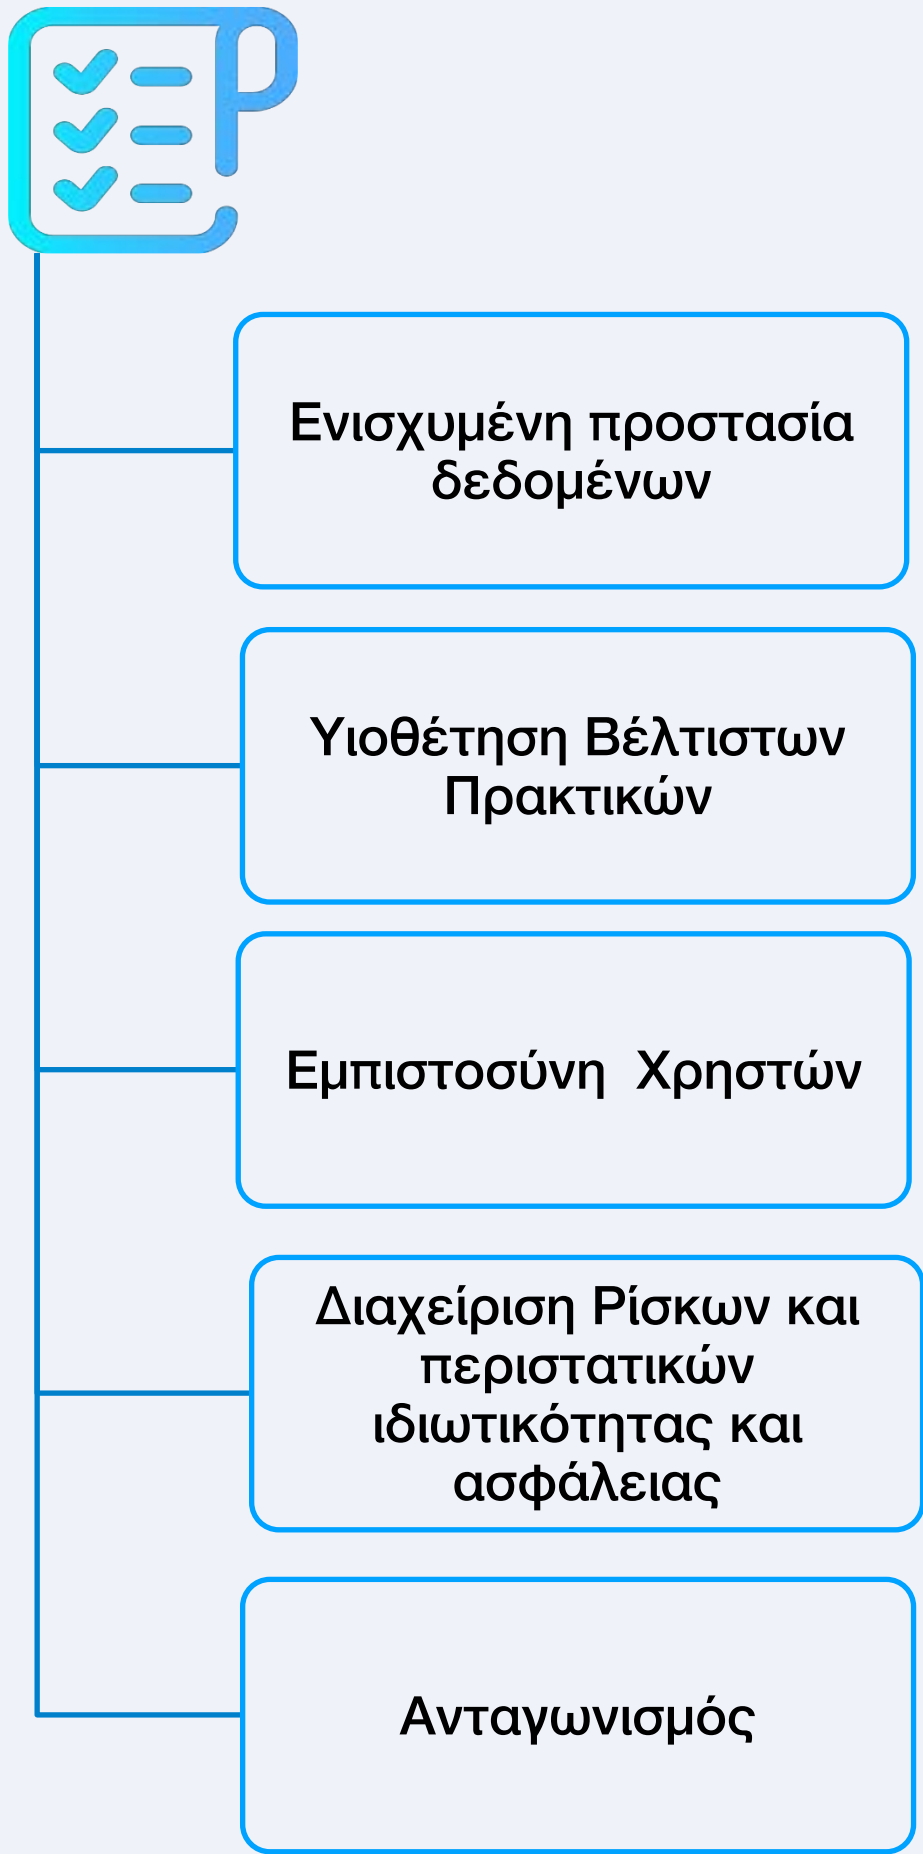 Ενισχυμένη προστασία
δεδομένων
Υιοθέτηση Βέλτιστων
Πρακτικών
Εμπιστοσύνη  Χρηστών
Διαχείριση Ρίσκων και
περιστατικών
ιδιωτικότητας και
ασφάλειας
Ανταγωνισμός